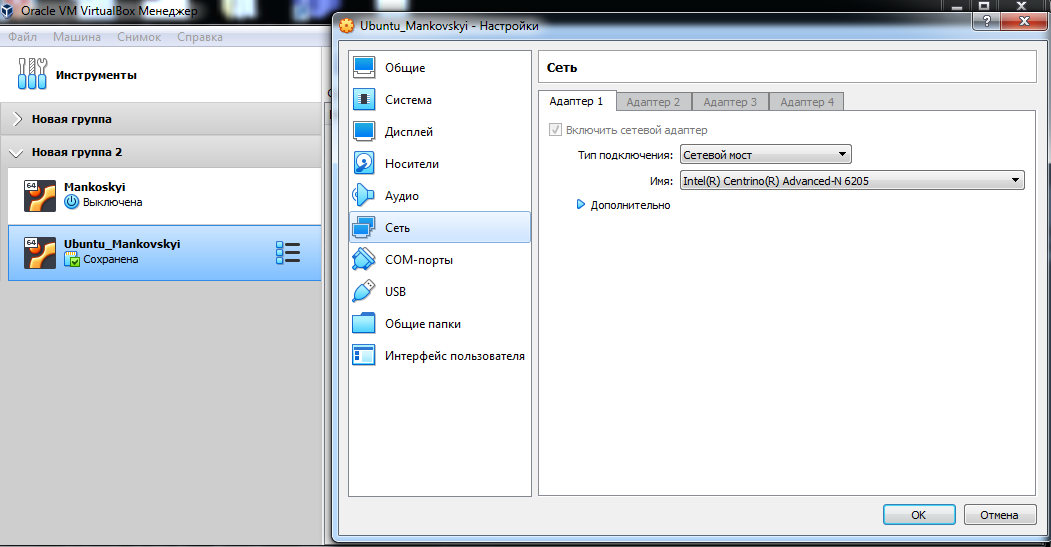 Oracle VM VirtualBox Менеджер
Файл Машина Снимок Справка
Инструменты
Новая группа
Новая группа 2
64
Mankoskyi
Выключена
64
Ubuntu_Mankovskyi
Сохранена
Ubuntu_Mankovskyi - Настройки
?
Общие
Система
Дисплей
Носители
Аудио
Сеть
COM-порты
USB
Общие папки
Интерфейс пользователя
Сеть
Адаптер 1 Адаптер 2 Адаптер 3 Адаптер 4
Включить сетевой адаптер
Тип подключения: Сетевой мост
Имя: Intel(R) Centrino(R) Advanced-N 6205
Дополнительно
OK Отмена